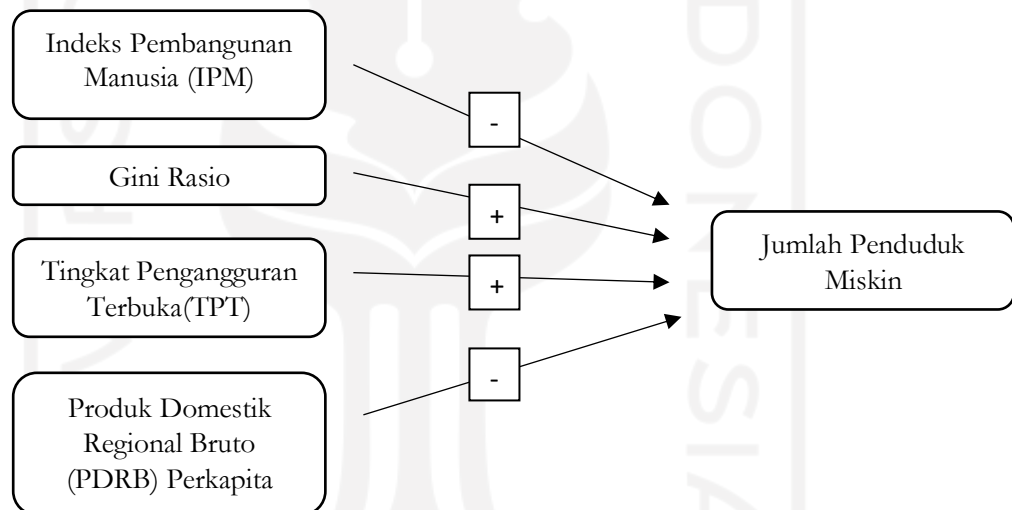 Indeks Pembangunan
Manusia (IPM)
-
Gini Rasio
+
Tingkat Pengangguran
Terbuka(TPT)
+
Produk Domestik
Regional Bruto
(PDRB) Perkapita
-
Jumlah Penduduk
Miskin
DONESIA